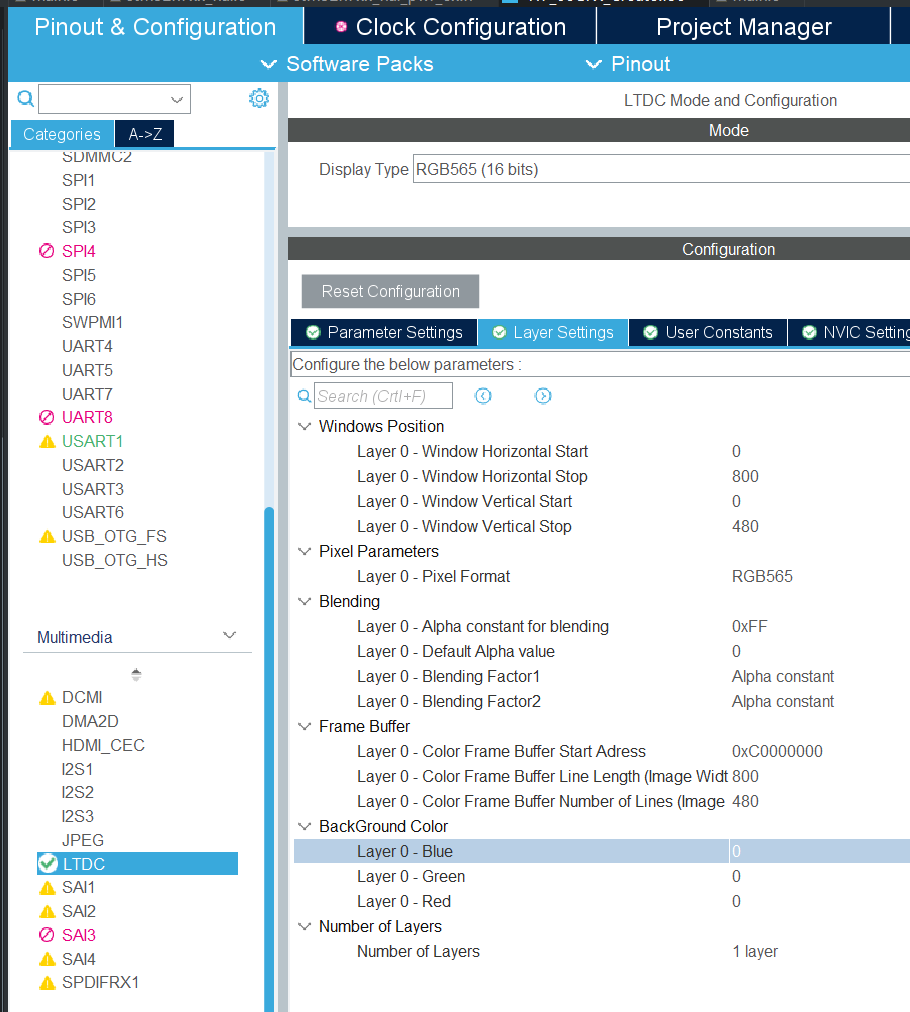 Pinout & Configuration
Clock Configuration
Project Manager
Software Packs
Pinout
Categories
A->Z
SDMMC2
SPI1
SPI2
SPI3
SPI4
SPI5
SPI6
SWPMI1
UART4
UART5
UART7
UART8
USART1
USART2
USART3
USART6
USB_OTG_FS
USB_OTG_HS
Multimedia
DCMI
DMA2D
HDMI_CEC
I2S1
I2S2
I2S3
JPEG
LTDC
SAI1
SAI2
SAI3
SAI4
SPDIFRX1
LTDC Mode and Configuration
Mode
Display Type RGB565 (16 bits)
Configuration
Reset Configuration
Parameter Settings
Layer Settings
User Constants
NVIC Setting
Configure the below parameters :
Search (CrtI+F)
Windows Position
Layer 0 - Window Horizontal Start 0
Layer 0 - Window Horizontal Stop 800
Layer 0 - Window Vertical Start 0
Layer 0 - Window Vertical Stop 480
Pixel Parameters
Layer 0 - Pixel Format RGB565
Blending
Layer 0 - Alpha constant for blending 0xFF
Layer 0 - Default Alpha value 0
Layer 0 - Blending Factor1 Alpha constant
Layer 0 - Blending Factor2 Alpha constant
Frame Buffer
Layer 0 - Color Frame Buffer Start Adress 0xC0000000
Layer 0 - Color Frame Buffer Line Length (Image Widt 800
Layer 0 - Color Frame Buffer Number of Lines (Image 480
BackGround Color
Layer 0 - Blue 0
Layer 0 - Green 0
Layer 0 - Red 0
Number of Layers
Number of Layers 1 layer